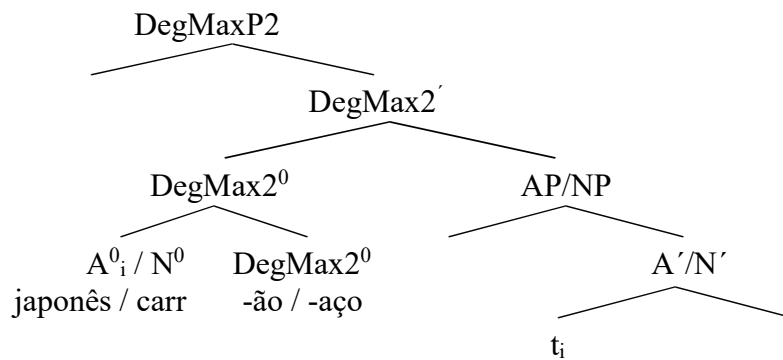 DegMaxP2
DegMax2´
DegMax2⁰ AP/NP
A⁰ᵢ / N⁰ DegMax2⁰ A´/N´
japonês / carr -ão / -aço
tᵢ